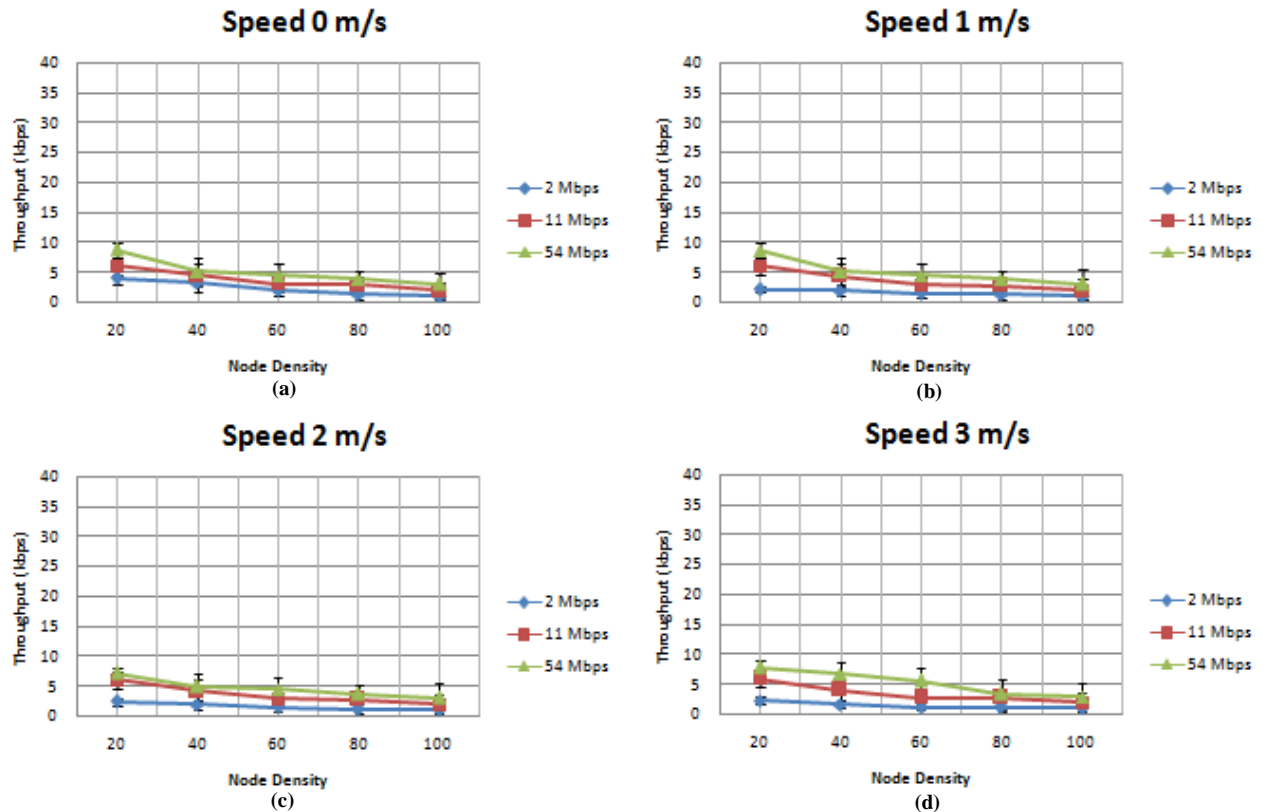 Speed 0 m/s
Throughput (kbps)
40
35
30
25
20
15
10
5
0
20 40 60 80 100
Node Density
2 Mbps
11 Mbps
54 Mbps
(a)
Speed 1 m/s
Throughput (kbps)
40
35
30
25
20
15
10
5
0
20 40 60 80 100
Node Density
2 Mbps
11 Mbps
54 Mbps
(b)
Speed 2 m/s
Throughput (kbps)
40
35
30
25
20
15
10
5
0
20 40 60 80 100
Node Density
2 Mbps
11 Mbps
54 Mbps
(c)
Speed 3 m/s
Throughput (kbps)
40
35
30
25
20
15
10
5
0
20 40 60 80 100
Node Density
2 Mbps
11 Mbps
54 Mbps
(d)